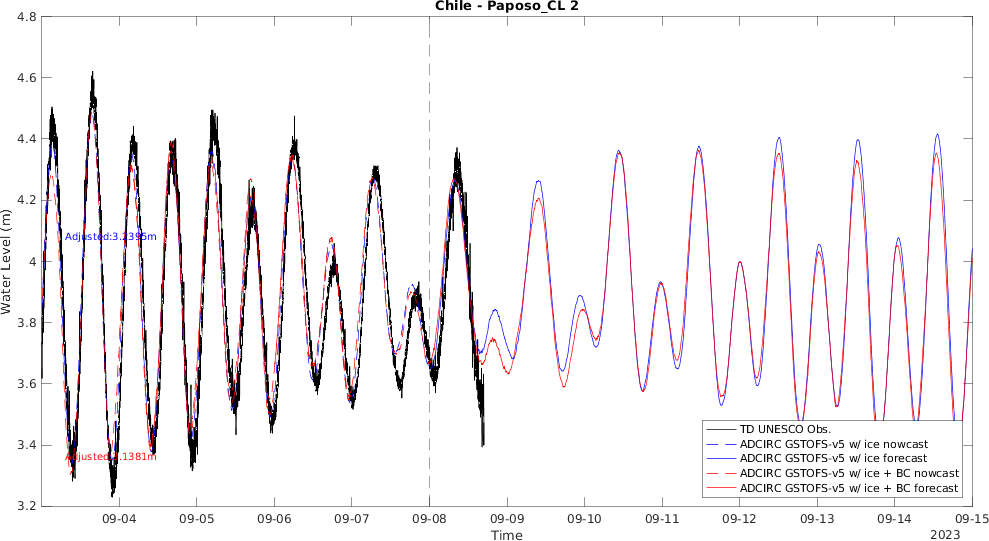 Chile - Paposo_CL 2
Water Level (m)
4.8
4.6
4.4
4.2
4
3.8
3.6
3.4
3.2
Adjusted:3.2395m
TD UNESCO Obs.
ADCIRC GSTOFS-v5 w/ ice nowcast
ADCIRC GSTOFS-v5 w/ ice forecast
ADCIRC GSTOFS-v5 w/ ice + BC nowcast
ADCIRC GSTOFS-v5 w/ ice + BC forecast
09-04
09-05
09-06
09-07
09-08
09-09
09-10
09-11
09-12
09-13
09-14
09-15
Time
2023